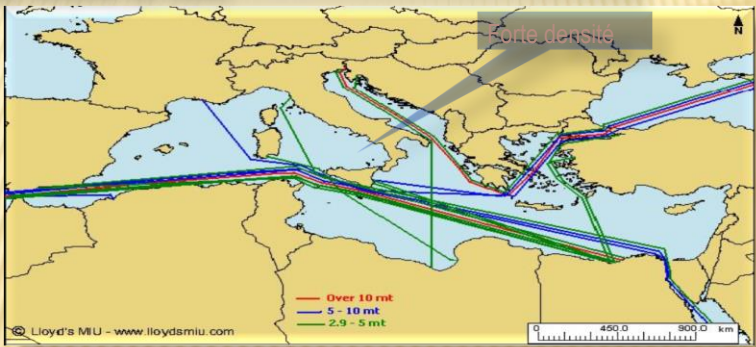 Forte densité
N
Over 10 mt
5 - 10 mt
2.9 - 5 mt
© Lloyd's MIU - www.lloydsmiu.com
0 450.0 900.0 km